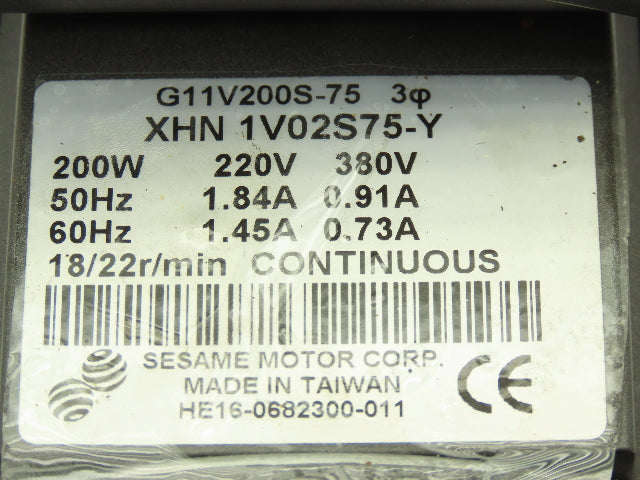 G11V200S-75 3φ
XHN 1V02S75-Y
200W 220V 380V
50Hz 1.84A 0.91A
60Hz 1.45A 0.73A
18/22r/min CONTINUOUS
SESAME MOTOR CORP.
MADE IN TAIWAN
HE16-0682300-011
CE